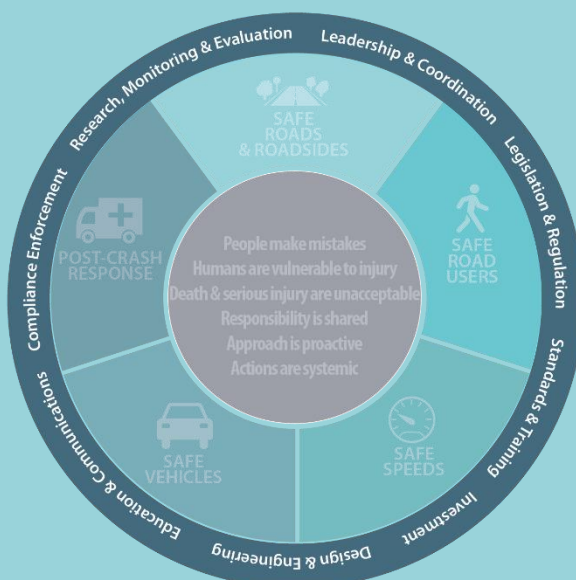 Research, Monitoring & Evaluation
Leadership & Coordination
Legislation & Regulation
Standards & Training
Investment
Design & Engineering
Education & Communications
Compliance Enforcement
SAFE
ROADS
& ROADSIDES
SAFE
ROAD
USERS
SAFE
SPEEDS
SAFE
VEHICLES
POST-CRASH
RESPONSE
People make mistakes
Humans are vulnerable to injury
Death & serious injury are unacceptable
Responsibility is shared
Approach is proactive
Actions are systemic